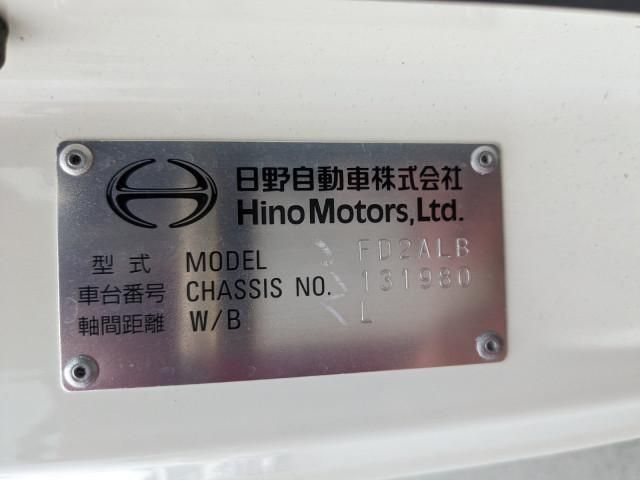 日野自動車株式会社
Hino Motors, Ltd.
型式 MODEL FD2ALB
車台番号 CHASSIS NO. 131980
軸間距離 W/B L